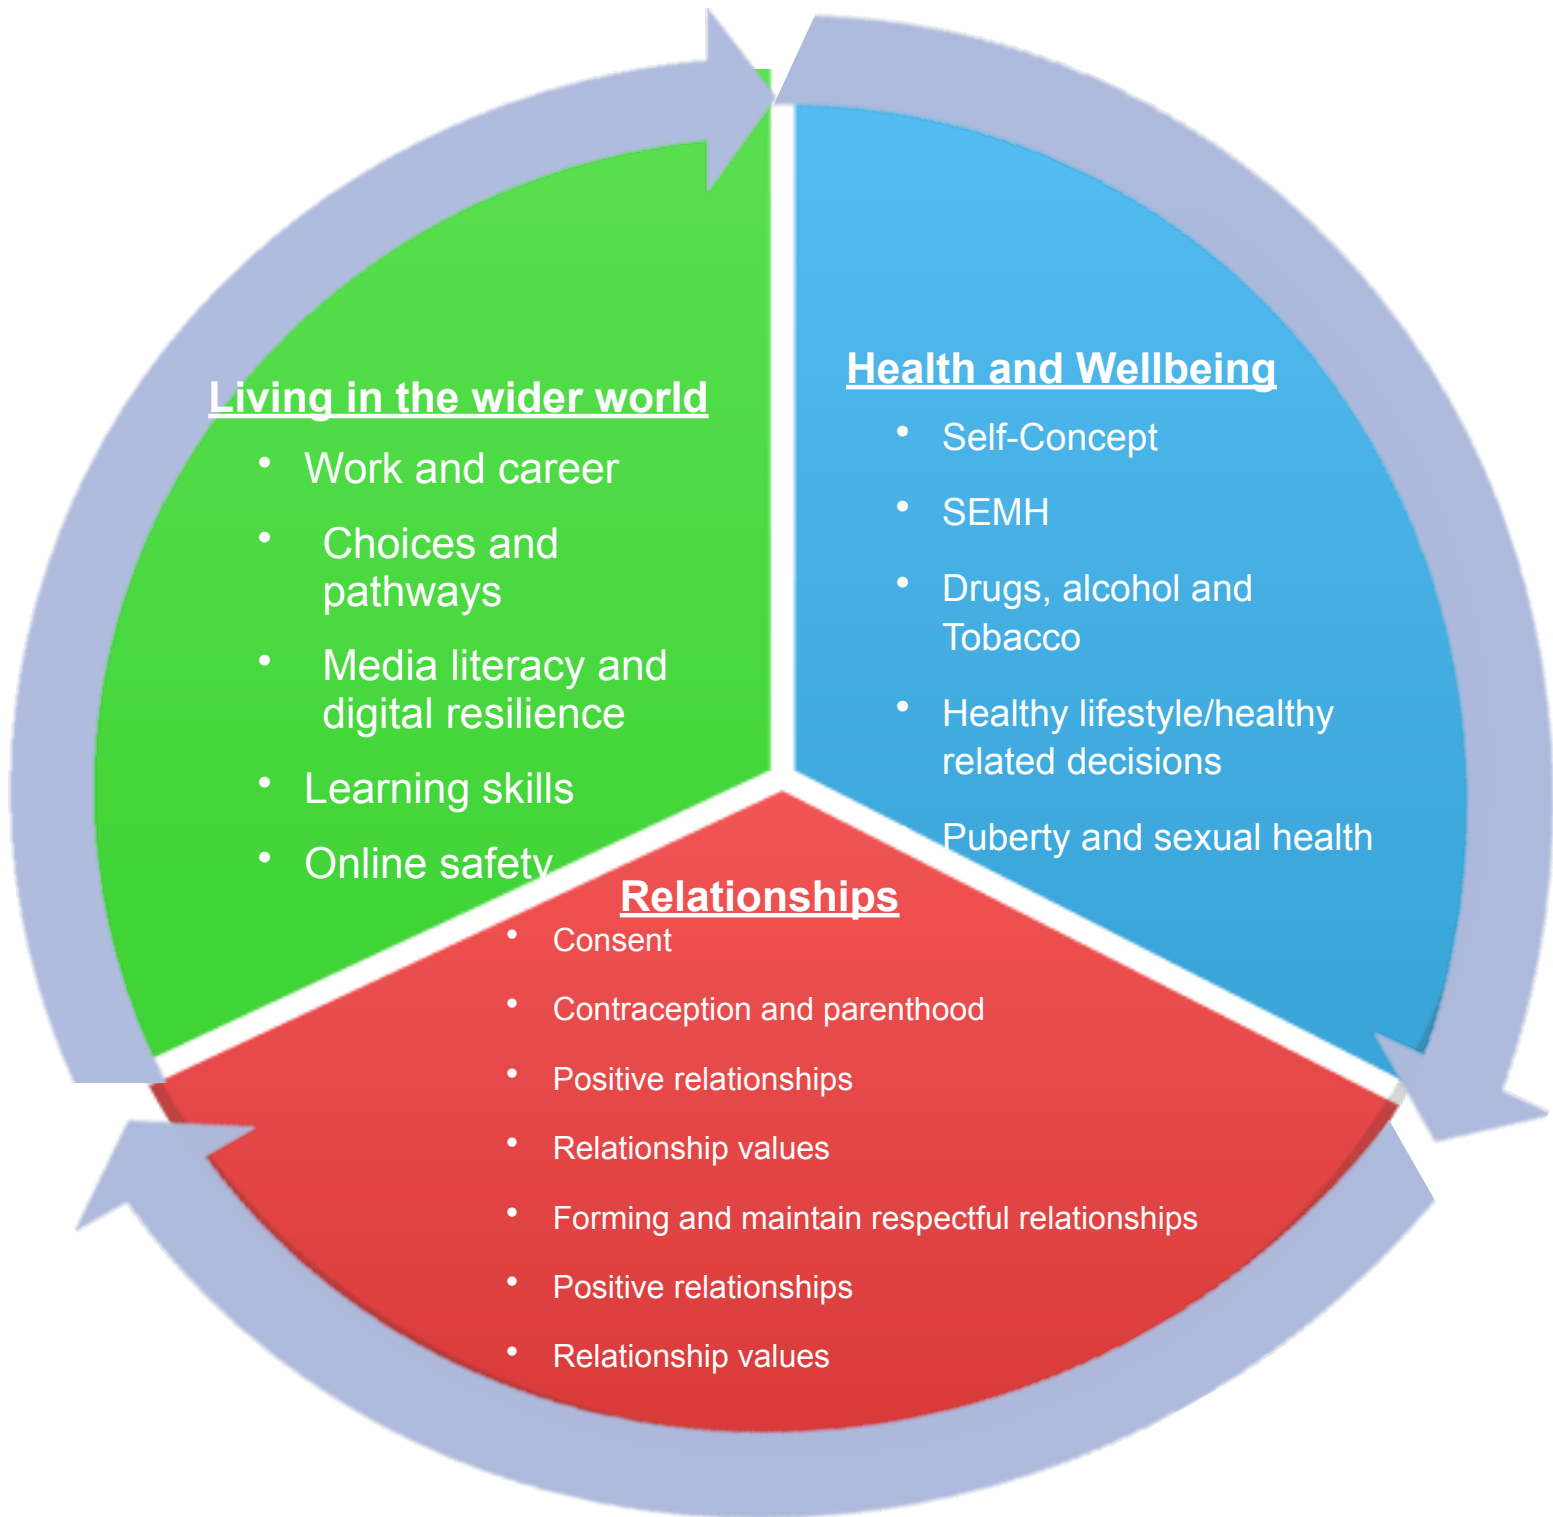 Living in the wider world
• Work and career
• Choices and
pathways
• Media literacy and
digital resilience
• Learning skills
• Online safety
Health and Wellbeing
• Self-Concept
• SEMH
• Drugs, alcohol and
Tobacco
• Healthy lifestyle/healthy
related decisions
Puberty and sexual health
Relationships
• Consent
• Contraception and parenthood
• Positive relationships
• Relationship values
• Forming and maintain respectful relationships
• Positive relationships
• Relationship values